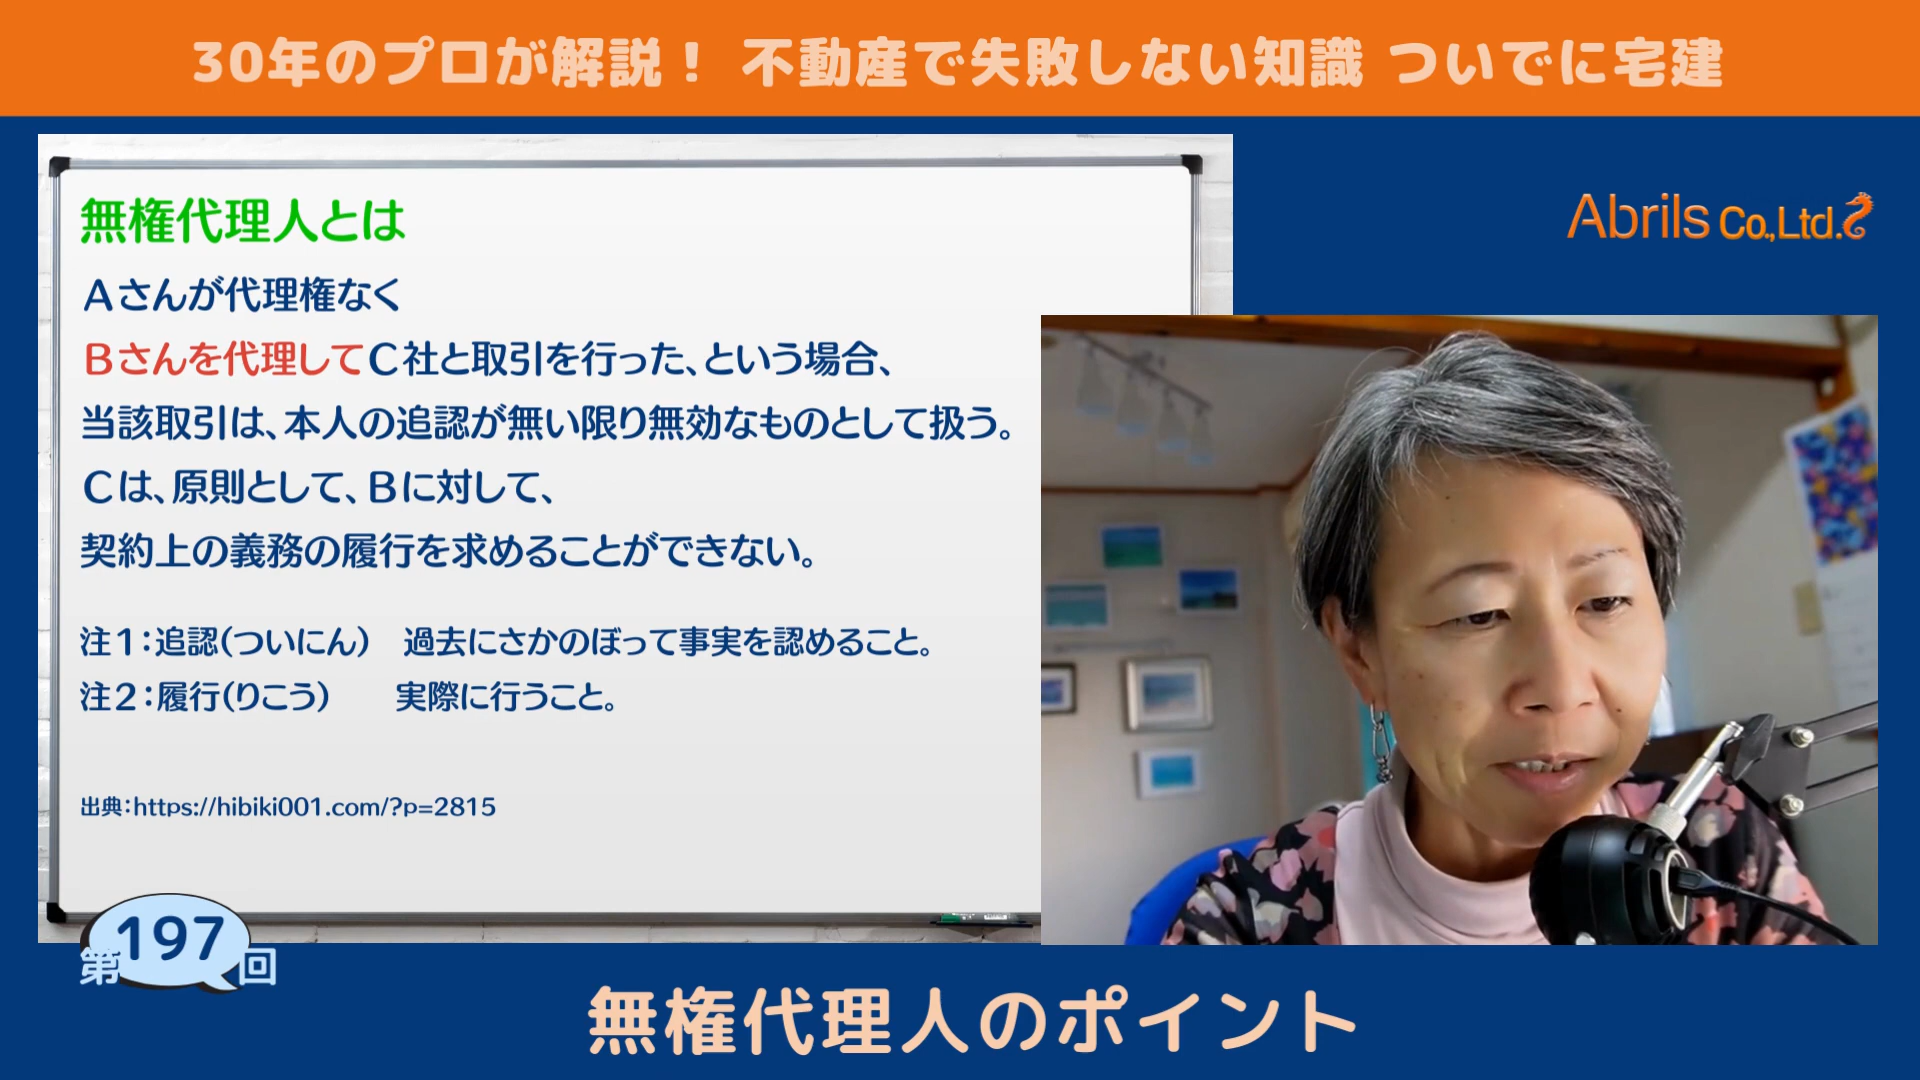 30年のプロが解説！ 不動産で失敗しない知識 ついでに宅建
無権代理人とは
Aさんが代理権なく
Bさんを代理してC社と取引を行った、という場合、
当該取引は、本人の追認が無い限り無効なものとして扱う。
Cは、原則として、Bに対して、
契約上の義務の履行を求めることができない。
注1：追認（ついにん）　過去にさかのぼって事実を認めること。
注2：履行（りこう）　　実際に行うこと。
出典：https://hibiki001.com/?p=2815
Abrils Co.,Ltd.
第197回
無権代理人のポイント